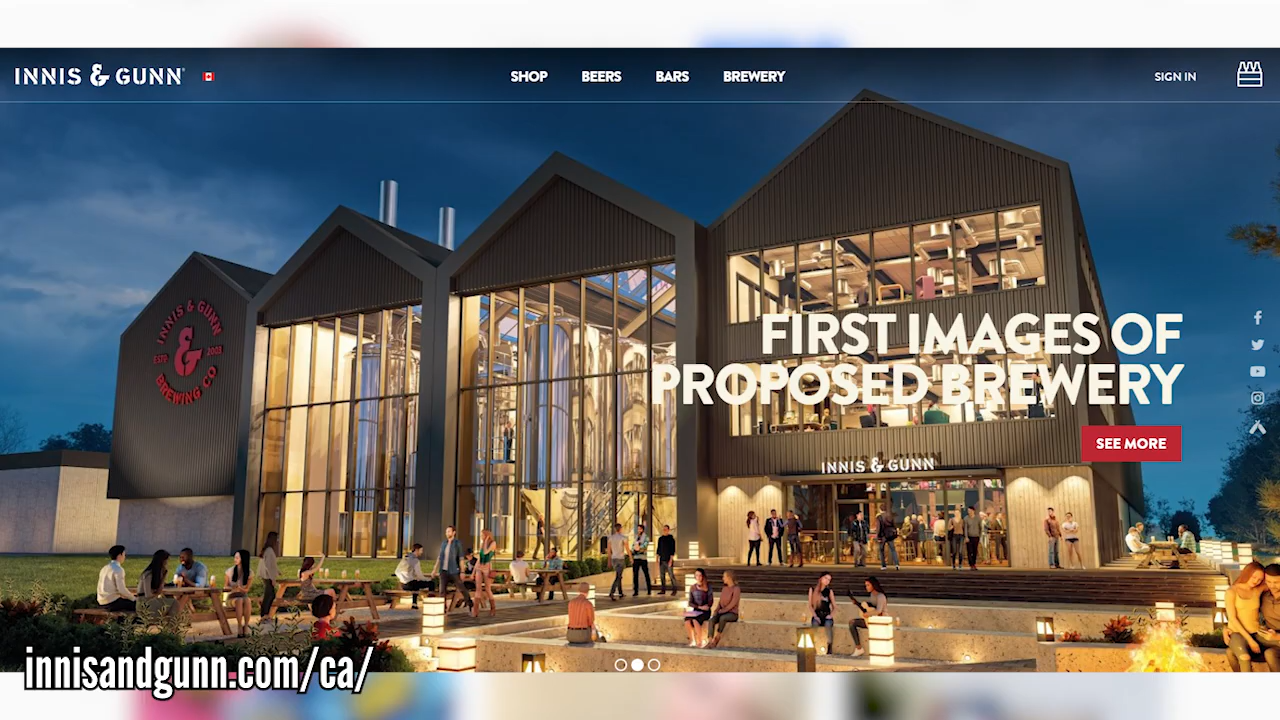 INNIS & GUNN
SHOP BEERS BARS BREWERY
SIGN IN
INNIS & GUNN
ESTD. 2003
BREWING CO
FIRST IMAGES OF
PROPOSED BREWERY
SEE MORE
INNIS & GUNN
innisandgunn.com/ca/